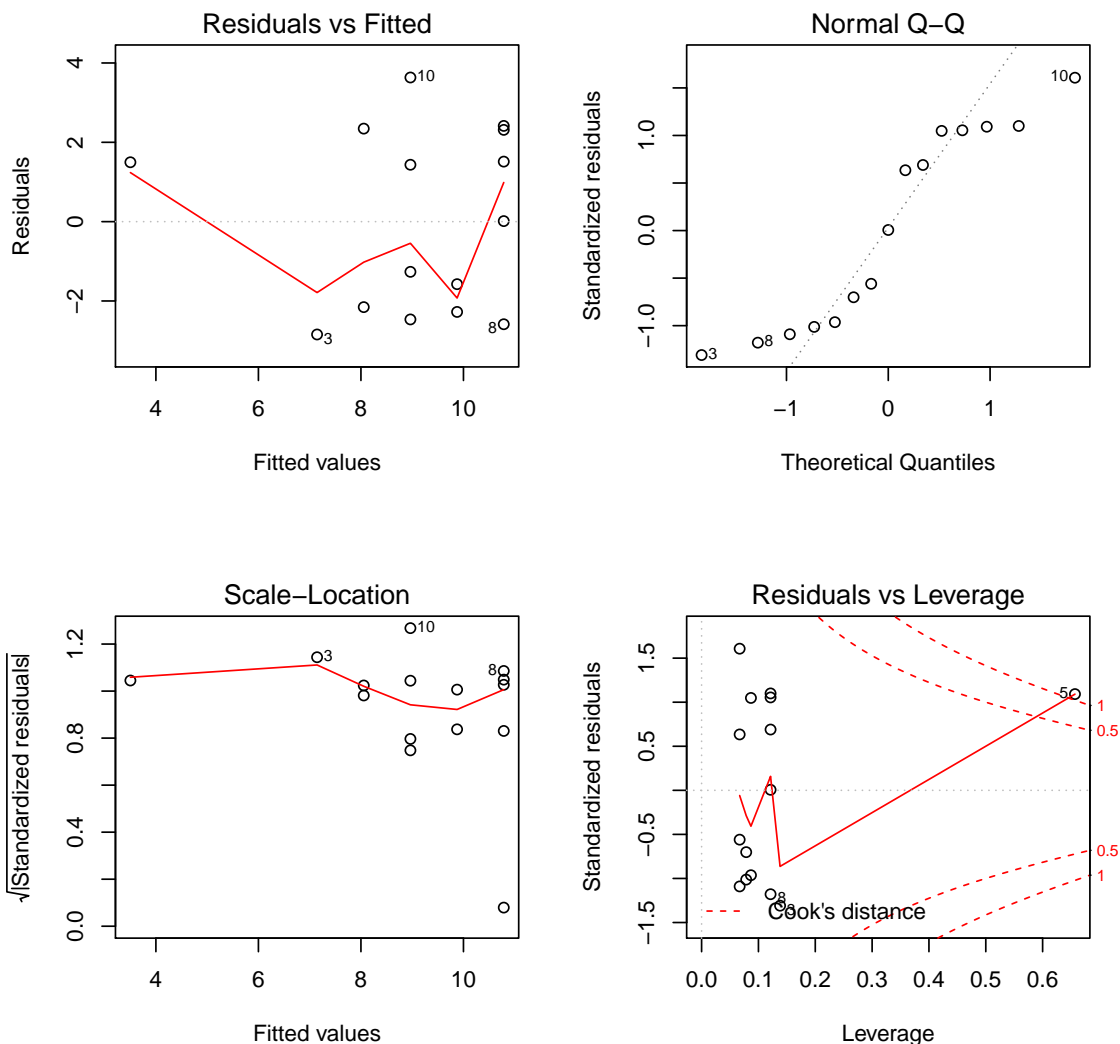 Residuals vs Fitted
Residuals
4
2
0
−2
10
3
8
4 6 8 10
Fitted values
Normal Q−Q
Standardized residuals
1.0
0.0
−1.0
10
8
3
−1 0 1
Theoretical Quantiles
Scale−Location
√|Standardized residuals|
1.2
0.8
0.4
0.0
10
3
8
4 6 8 10
Fitted values
Residuals vs Leverage
Standardized residuals
1.5
0.5
−0.5
−1.5
5
1
0.5
0.5
1
8
3
Cook's distance
0.0 0.1 0.2 0.3 0.4 0.5 0.6
Leverage